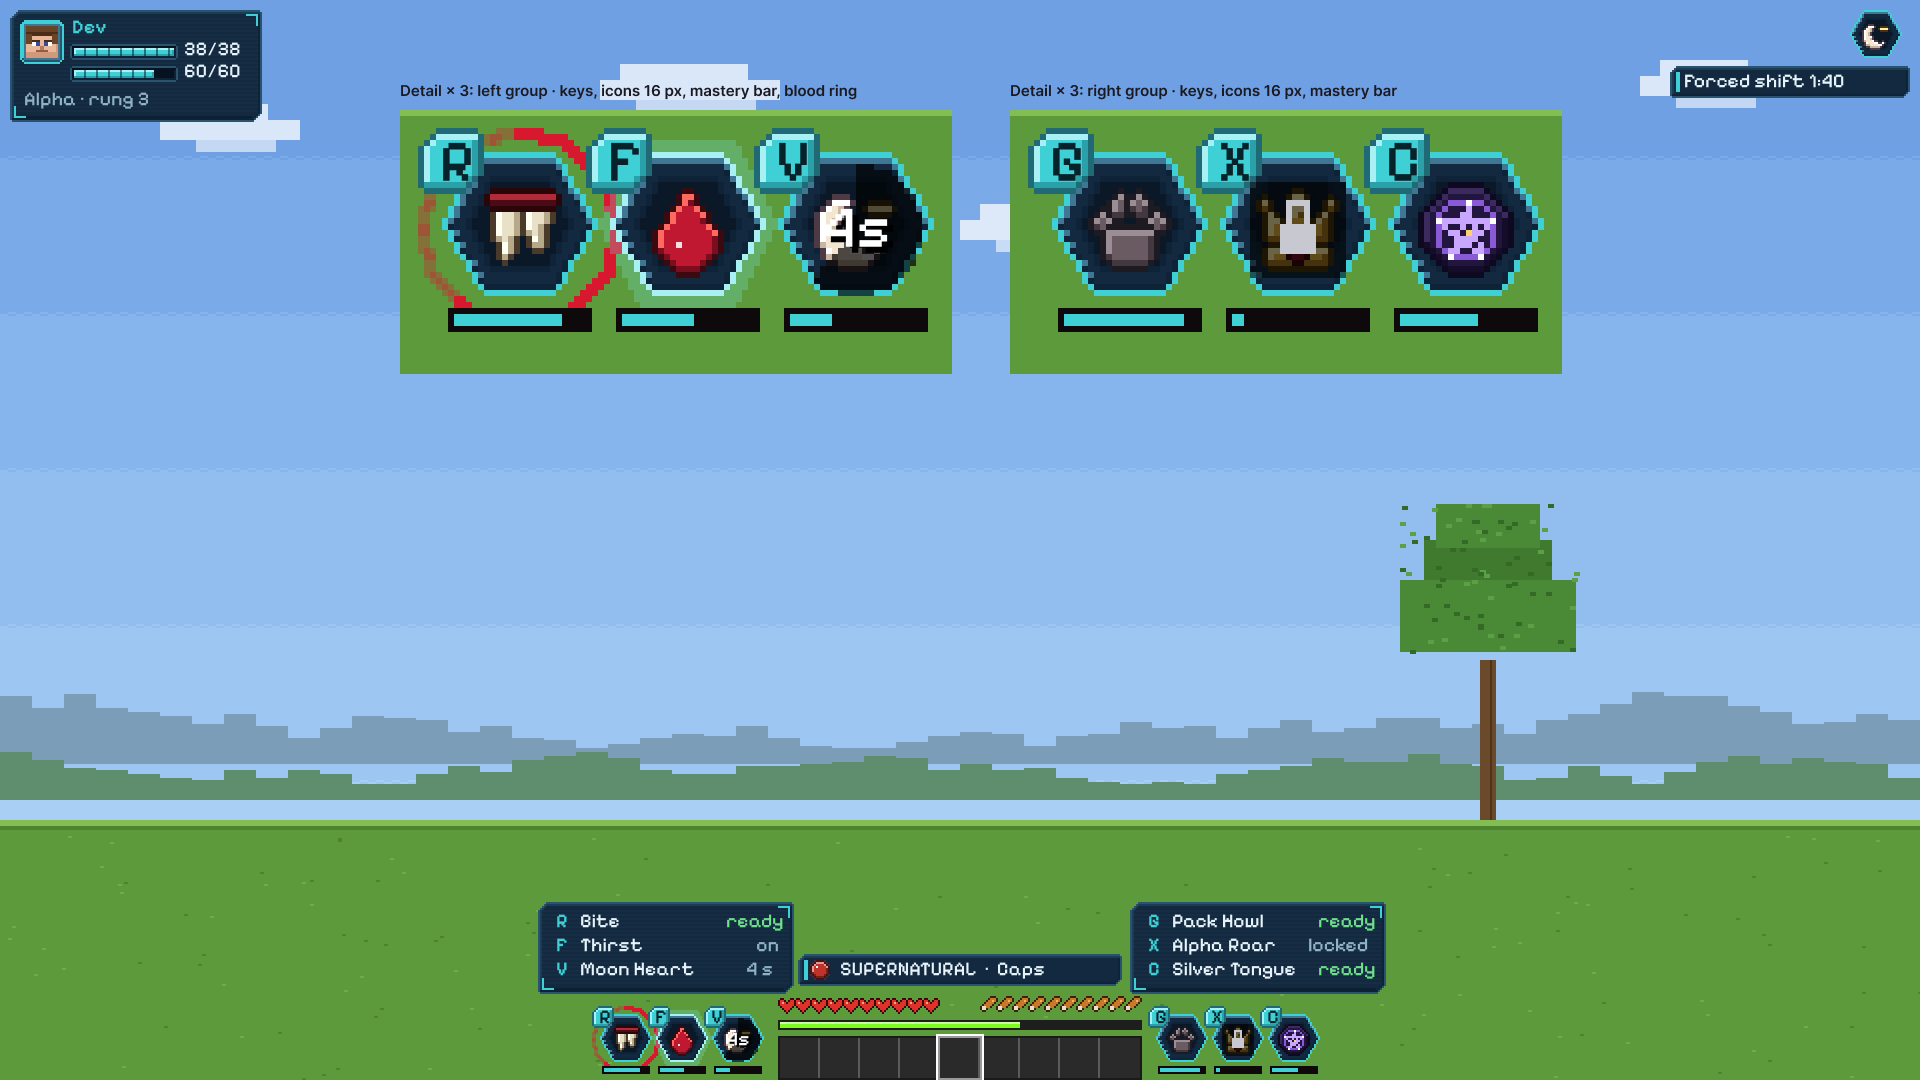 Dev
38/38
60/60
Alpha · rung 3
Forced shift 1:40
Detail × 3: left group · keys, icons 16 px, mastery bar, blood ring
Detail × 3: right group · keys, icons 16 px, mastery bar
R F V
4s
G X C
R Bite ready
F Thirst on
V Moon Heart 4 s
SUPERNATURAL · Caps
G Pack Howl ready
X Alpha Roar locked
C Silver Tongue ready
R F V
4s
G X C